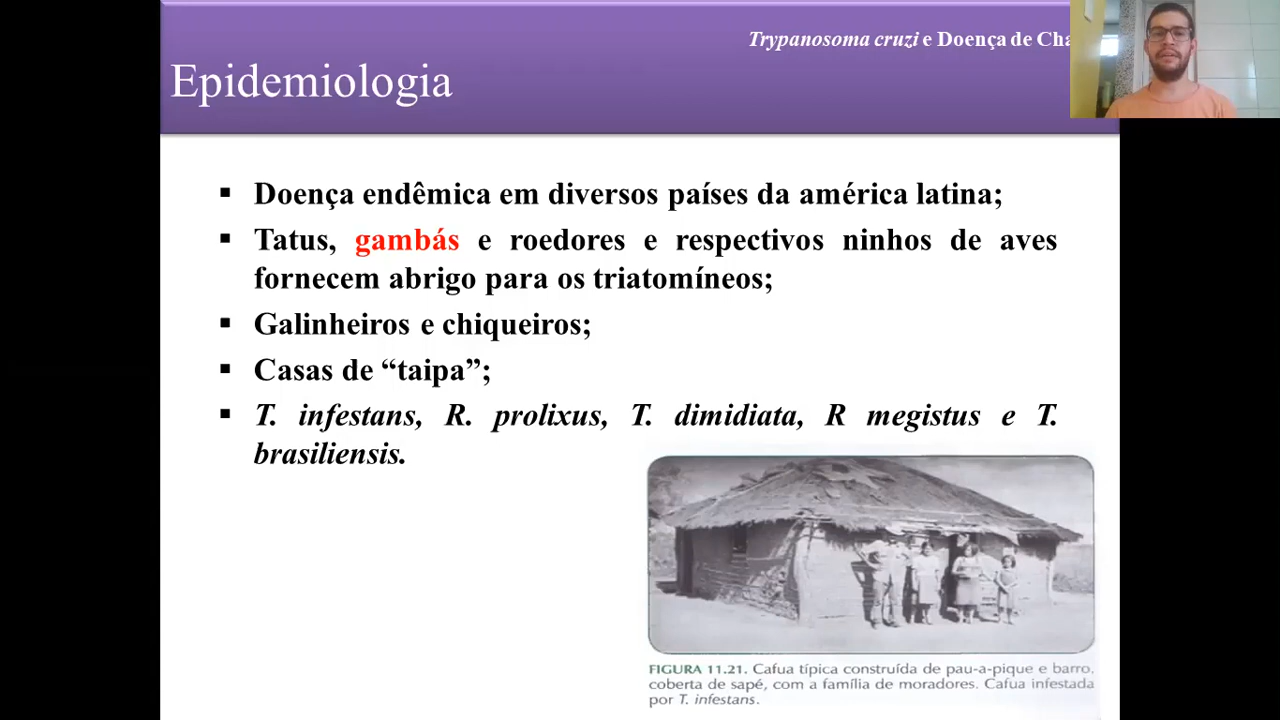 Trypanosoma cruzi e Doença de Cha
Epidemiologia
▪ Doença endêmica em diversos países da américa latina;
▪ Tatus, gambás e roedores e respectivos ninhos de aves
fornecem abrigo para os triatomíneos;
▪ Galinheiros e chiqueiros;
▪ Casas de “taipa”;
▪ T. infestans, R. prolixus, T. dimidiata, R megistus e T.
brasiliensis.
FIGURA 11.21. Cafua típica construída de pau-a-pique e barro,
coberta de sapé, com a família de moradores. Cafua infestada
por T. infestans.